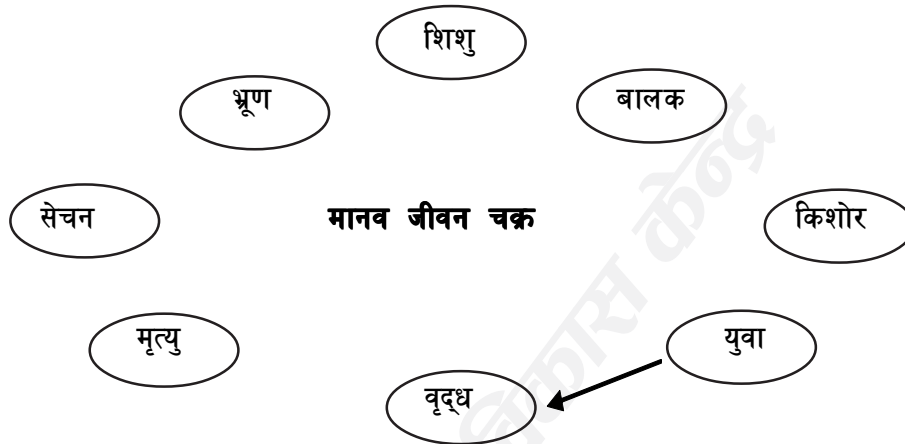 शिशु
भ्रूण
बालक
सेचन
मानव जीवन चक्र
किशोर
मृत्यु
युवा
वृद्ध
विकास केन्द्र